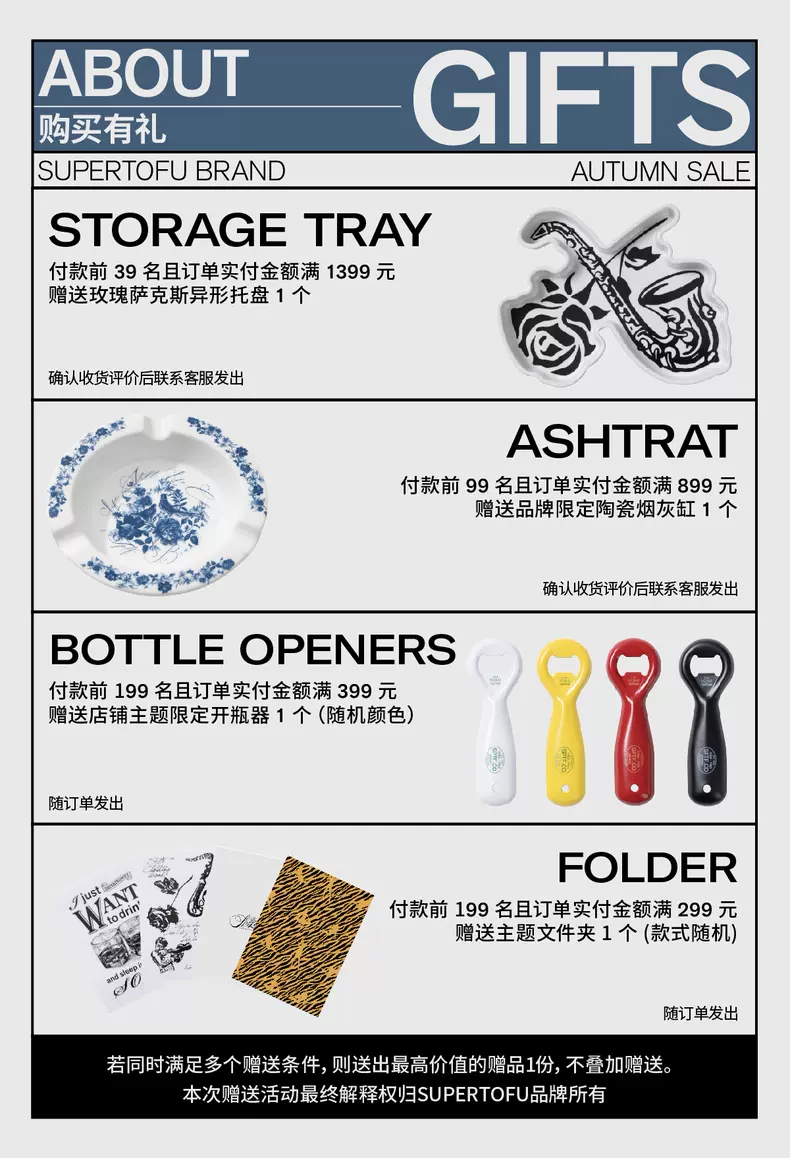 ABOUT
GIFTS
购买有礼
SUPERTOFU BRAND
AUTUMN SALE
STORAGE TRAY
付款前 39 名且订单实付金额满 1399 元
赠送玫瑰萨克斯异形托盘 1 个
确认收货评价后联系客服发出
ASHTRAT
付款前 99 名且订单实付金额满 899 元
赠送品牌限定陶瓷烟灰缸 1 个
确认收货评价后联系客服发出
BOTTLE OPENERS
付款前 199 名且订单实付金额满 399 元
赠送店铺主题限定开瓶器 1 个（随机颜色）
随订单发出
I just
WANT
to drin
and sleep i
FOLDER
付款前 199 名且订单实付金额满 299 元
赠送主题文件夹 1 个 (款式随机)
随订单发出
若同时满足多个赠送条件, 则送出最高价值的赠品1份, 不叠加赠送。
本次赠送活动最终解释权归SUPERTOFU品牌所有